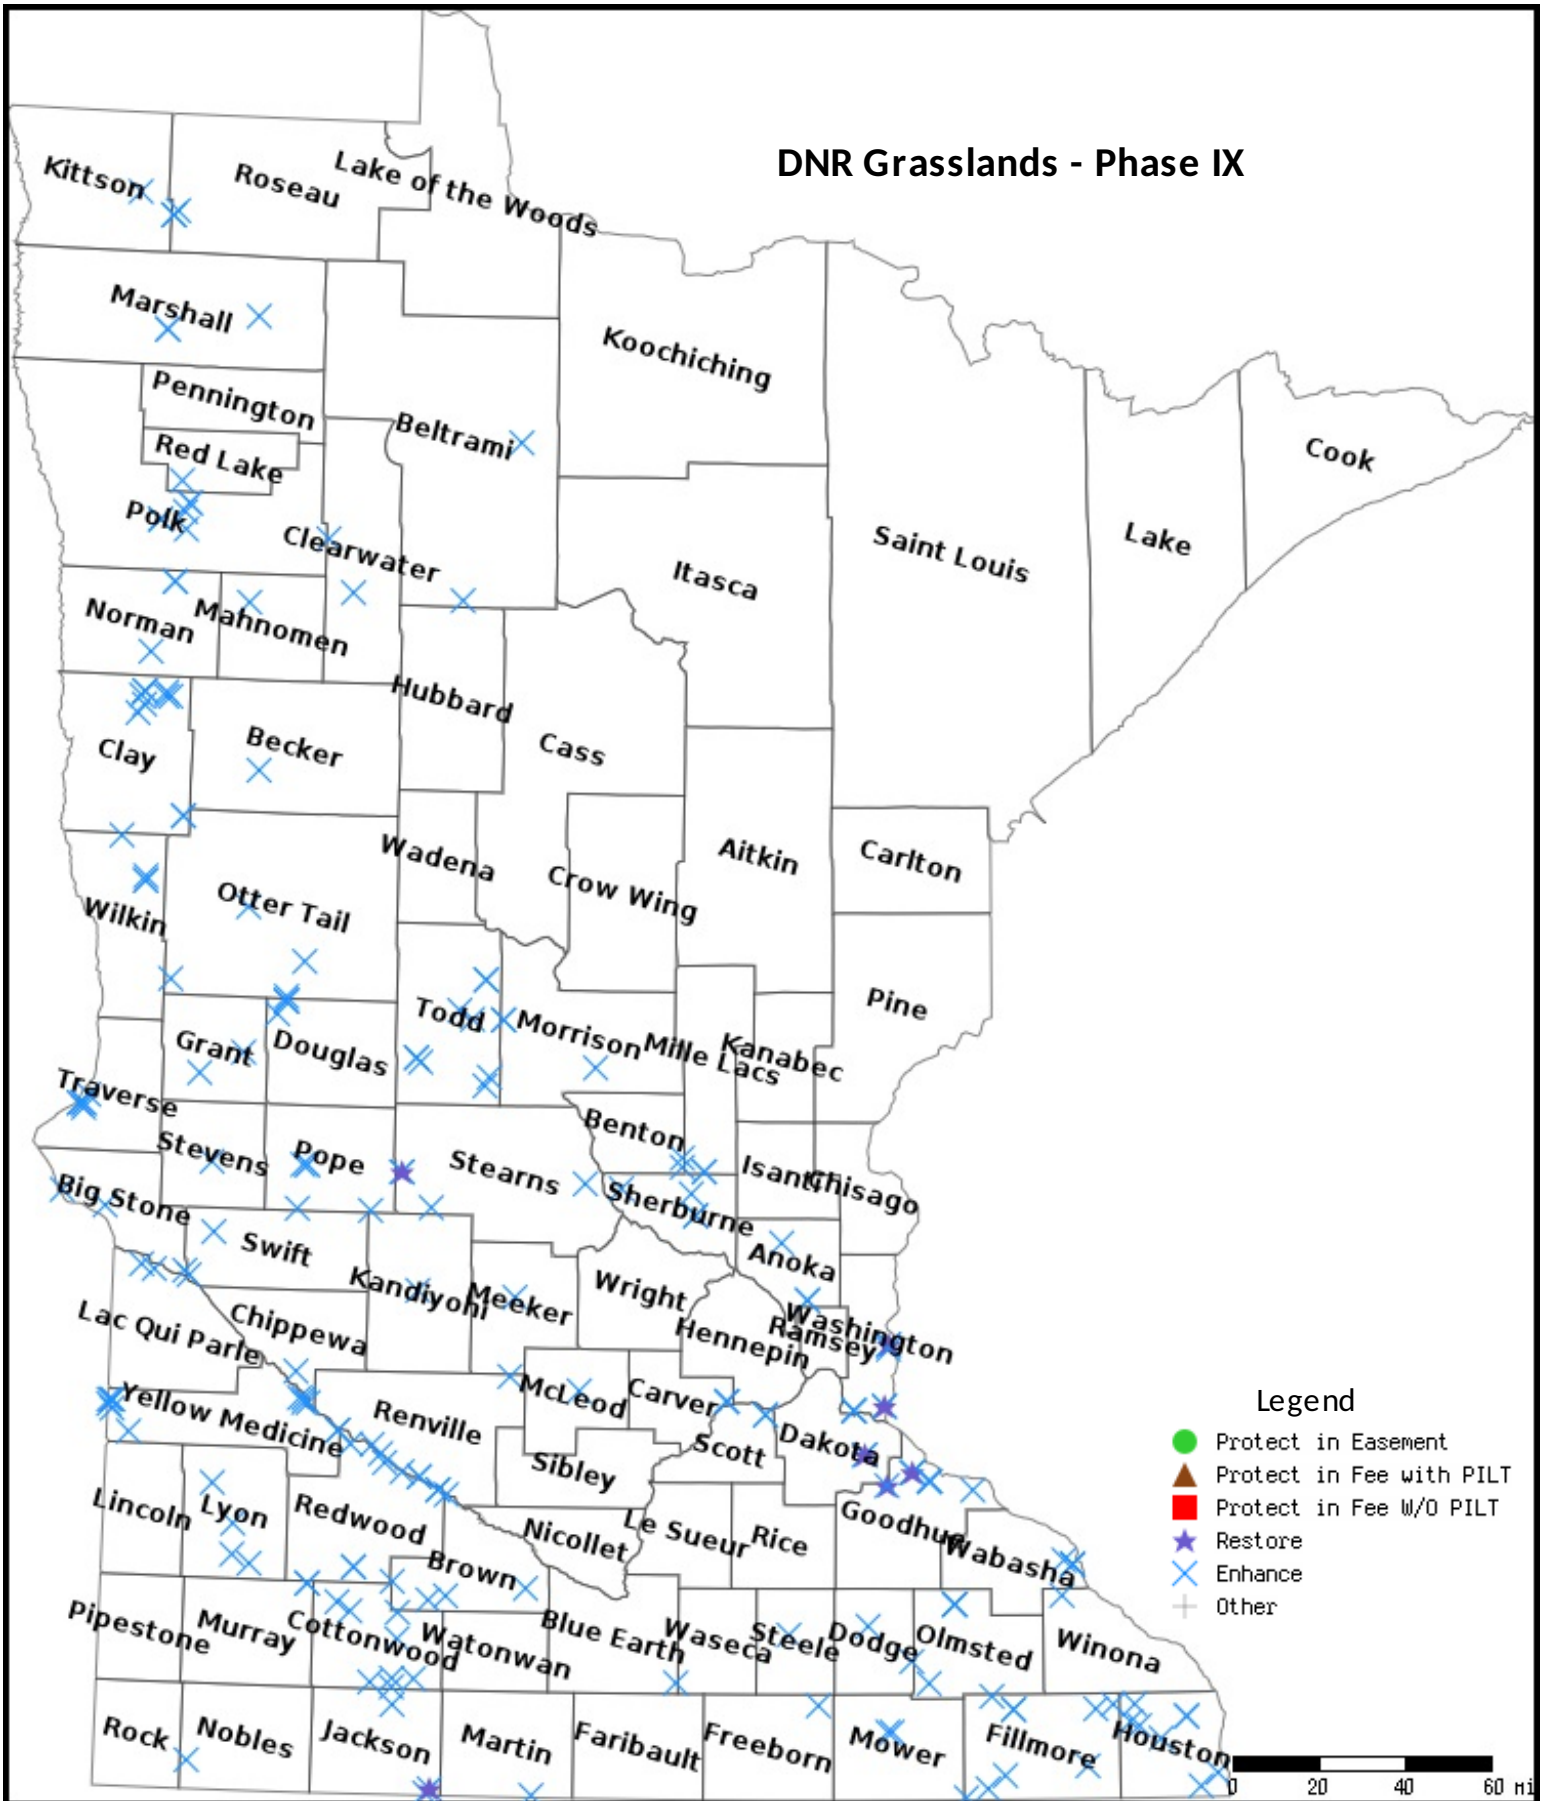 DNR Grasslands - Phase IX
Kittson
Roseau
Lake of the Woods
Marshall
Koochiching
Pennington
Beltrami
Red Lake
Cook
Polk
Clearwater
Saint Louis
Lake
Itasca
Norman
Mahnomen
Hubbard
Clay
Becker
Cass
Wadena
Aitkin
Carlton
Crow Wing
Otter Tail
Wilkin
Pine
Todd
Morrison
Mille Lacs
Kanabec
Grant
Douglas
Traverse
Benton
Stevens
Pope
Stearns
Isanti
Chisago
Big Stone
Sherburne
Swift
Anoka
Kandiyohi
Meeker
Wright
Washington
Ramsey
Hennepin
Lac Qui Parle
Chippewa
McLeod
Carver
Yellow Medicine
Renville
Scott
Dakota
Sibley
Lincoln
Lyon
Redwood
Nicollet
Le Sueur
Rice
Goodhue
Wabasha
Brown
Pipestone
Murray
Cottonwood
Watonwan
Blue Earth
Waseca
Steele
Dodge
Olmsted
Winona
Rock
Nobles
Jackson
Martin
Faribault
Freeborn
Mower
Fillmore
Houston
Legend
Protect in Easement
Protect in Fee with PILT
Protect in Fee W/O PILT
Restore
Enhance
Other
0 20 40 60 mi